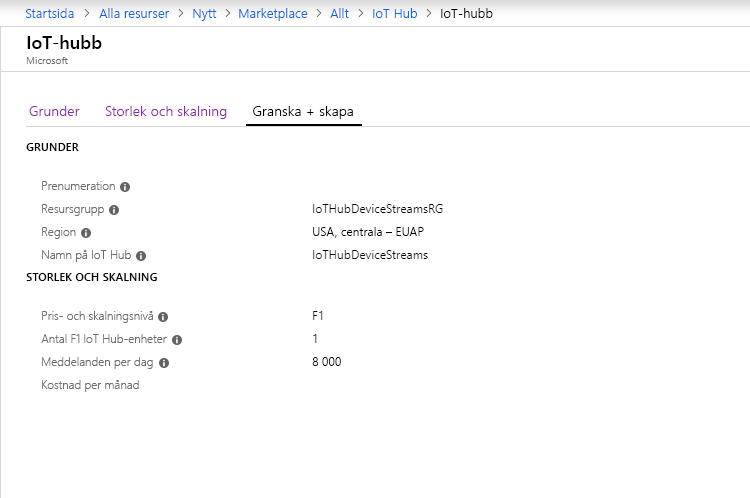 Startsida > Alla resurser > Nytt > Marketplace > Allt > IoT Hub > IoT-hubb
IoT-hubb
Microsoft
Grunder Storlek och skalning Granska + skapa
GRUNDER
Prenumeration
Resursgrupp IoTHubDeviceStreamsRG
Region USA, centrala – EUAP
Namn på IoT Hub IoTHubDeviceStreams
STORLEK OCH SKALNING
Pris- och skalningsnivå F1
Antal F1 IoT Hub-enheter 1
Meddelanden per dag 8 000
Kostnad per månad